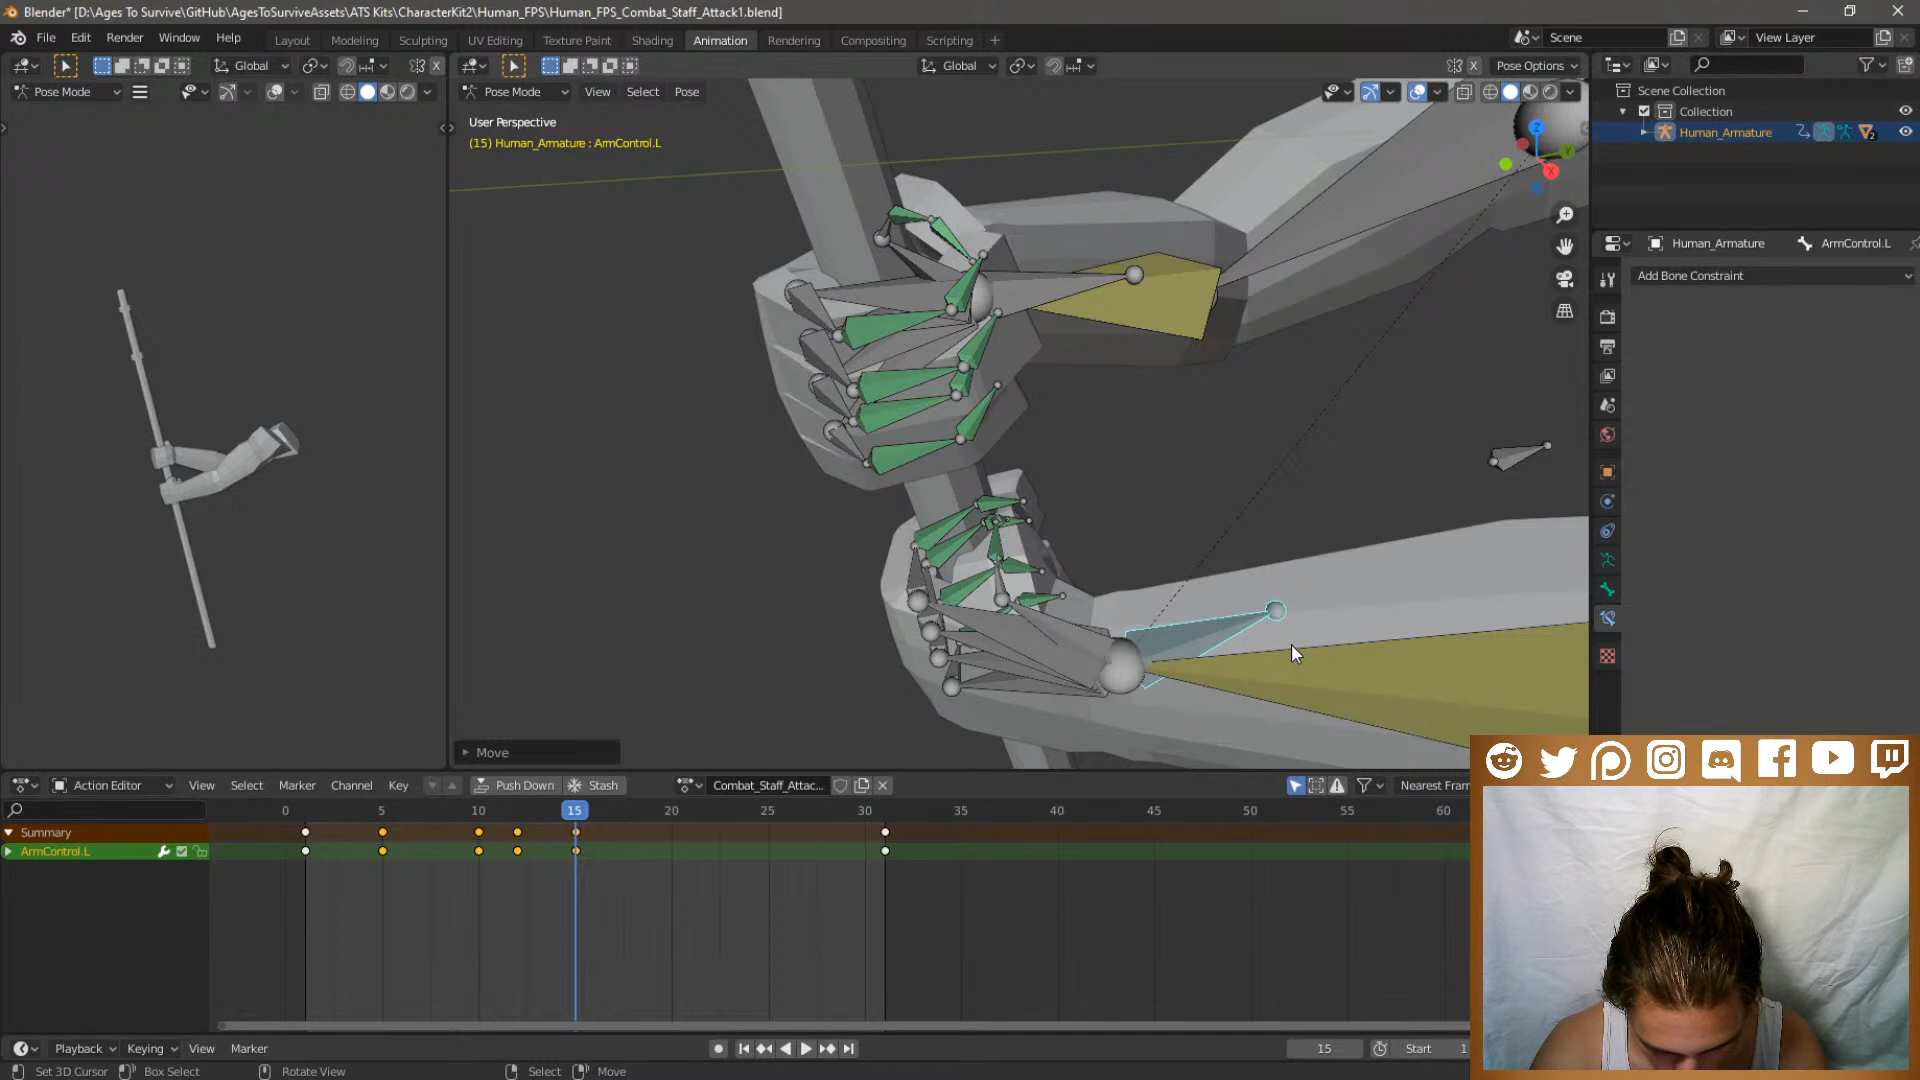 Blender* [D:\Ages To Survive\GitHub\AgesToSurviveAssets\ATS Kits\CharacterKit2\Human_FPS\Human_FPS_Combat_Staff_Attack1.blend]
File Edit Render Window Help Layout Modeling Sculpting UV Editing Texture Paint Shading Animation Rendering Compositing Scripting + Scene View Layer
Global Global X Pose Options
Pose Mode Pose Mode View Select Pose
Scene Collection
Collection
Human_Armature
User Perspective
(15) Human_Armature : ArmControl.L
Z
Y
X
Human_Armature ArmControl.L
Add Bone Constraint
Move
Action Editor View Select Marker Channel Key Push Down Stash Combat_Staff_Attac... Nearest Fram
0 5 10 15 20 25 30 35 40 45 50 55 60
Summary
ArmControl.L
Playback Keying View Marker 15 Start 1
Set 3D Cursor Box Select Rotate View Select Move